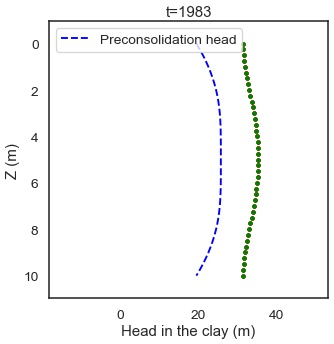 t=1983
Preconsolidation head
0
2
4
6
8
10
Z (m)
0
20
40
Head in the clay (m)